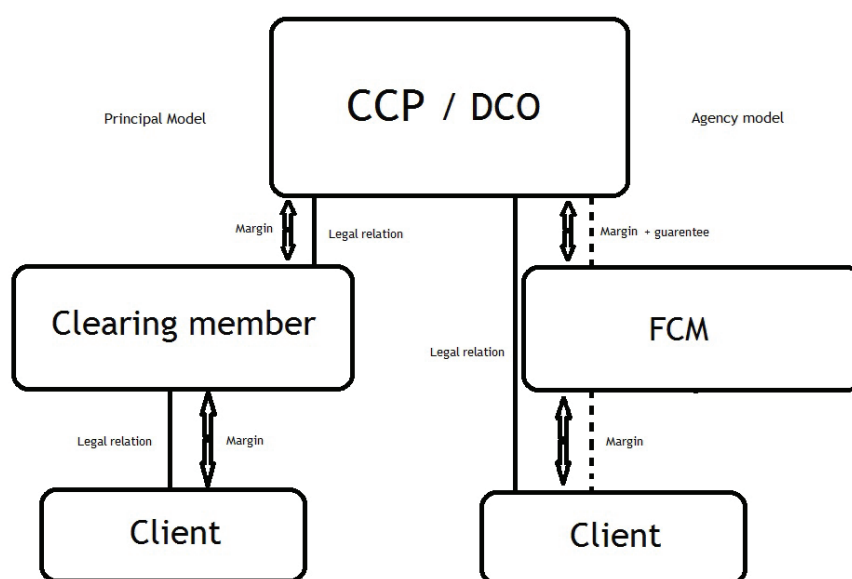 CCP / DCO
Principal Model
Agency model
Margin
Legal relation
Margin + guarentee
Clearing member
FCM
Legal relation
Legal relation
Margin
Margin
Client
Client